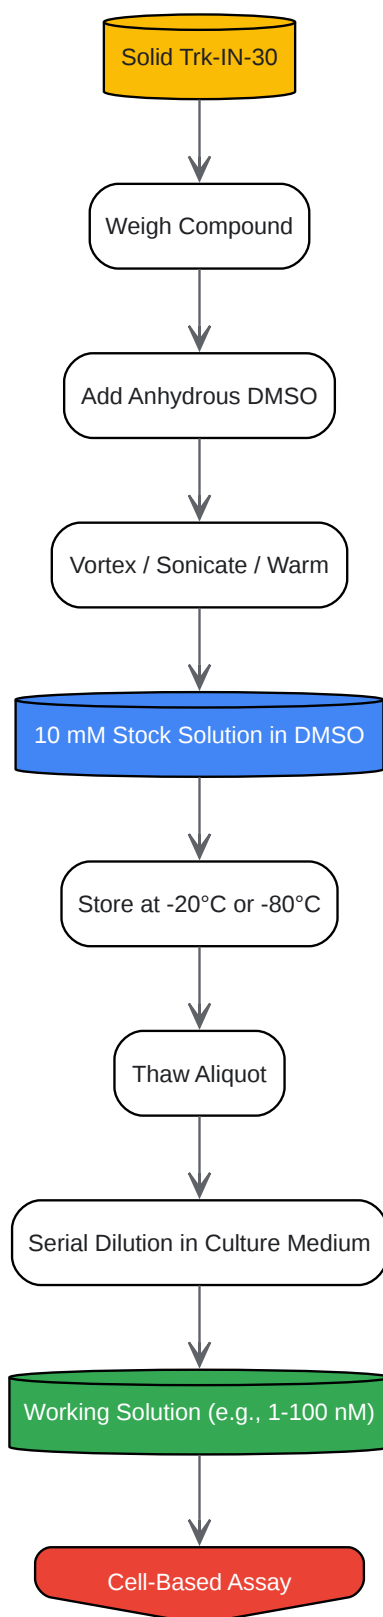 Solid Trk-IN-30
Weigh Compound
Add Anhydrous DMSO
Vortex / Sonicate / Warm
10 mM Stock Solution in DMSO
Store at -20°C or -80°C
Thaw Aliquot
Serial Dilution in Culture Medium
Working Solution (e.g., 1-100 nM)
Cell-Based Assay